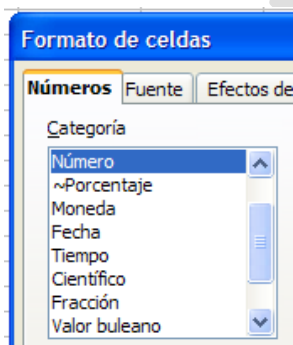 Formato de celdas
Números Fuente Efectos de
Categoría
Número
~Porcentaje
Moneda
Fecha
Tiempo
Científico
Fracción
Valor buleano